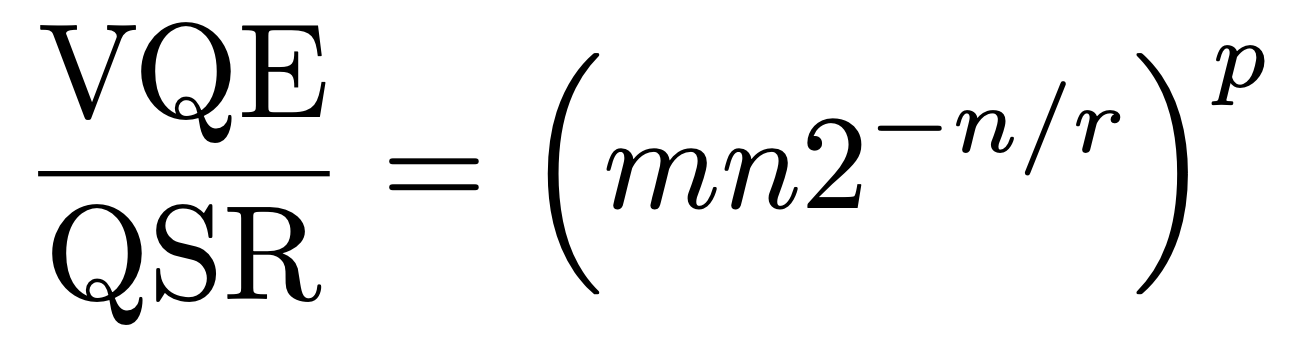 VQE/QSR = (mn2^{-n/r})^p